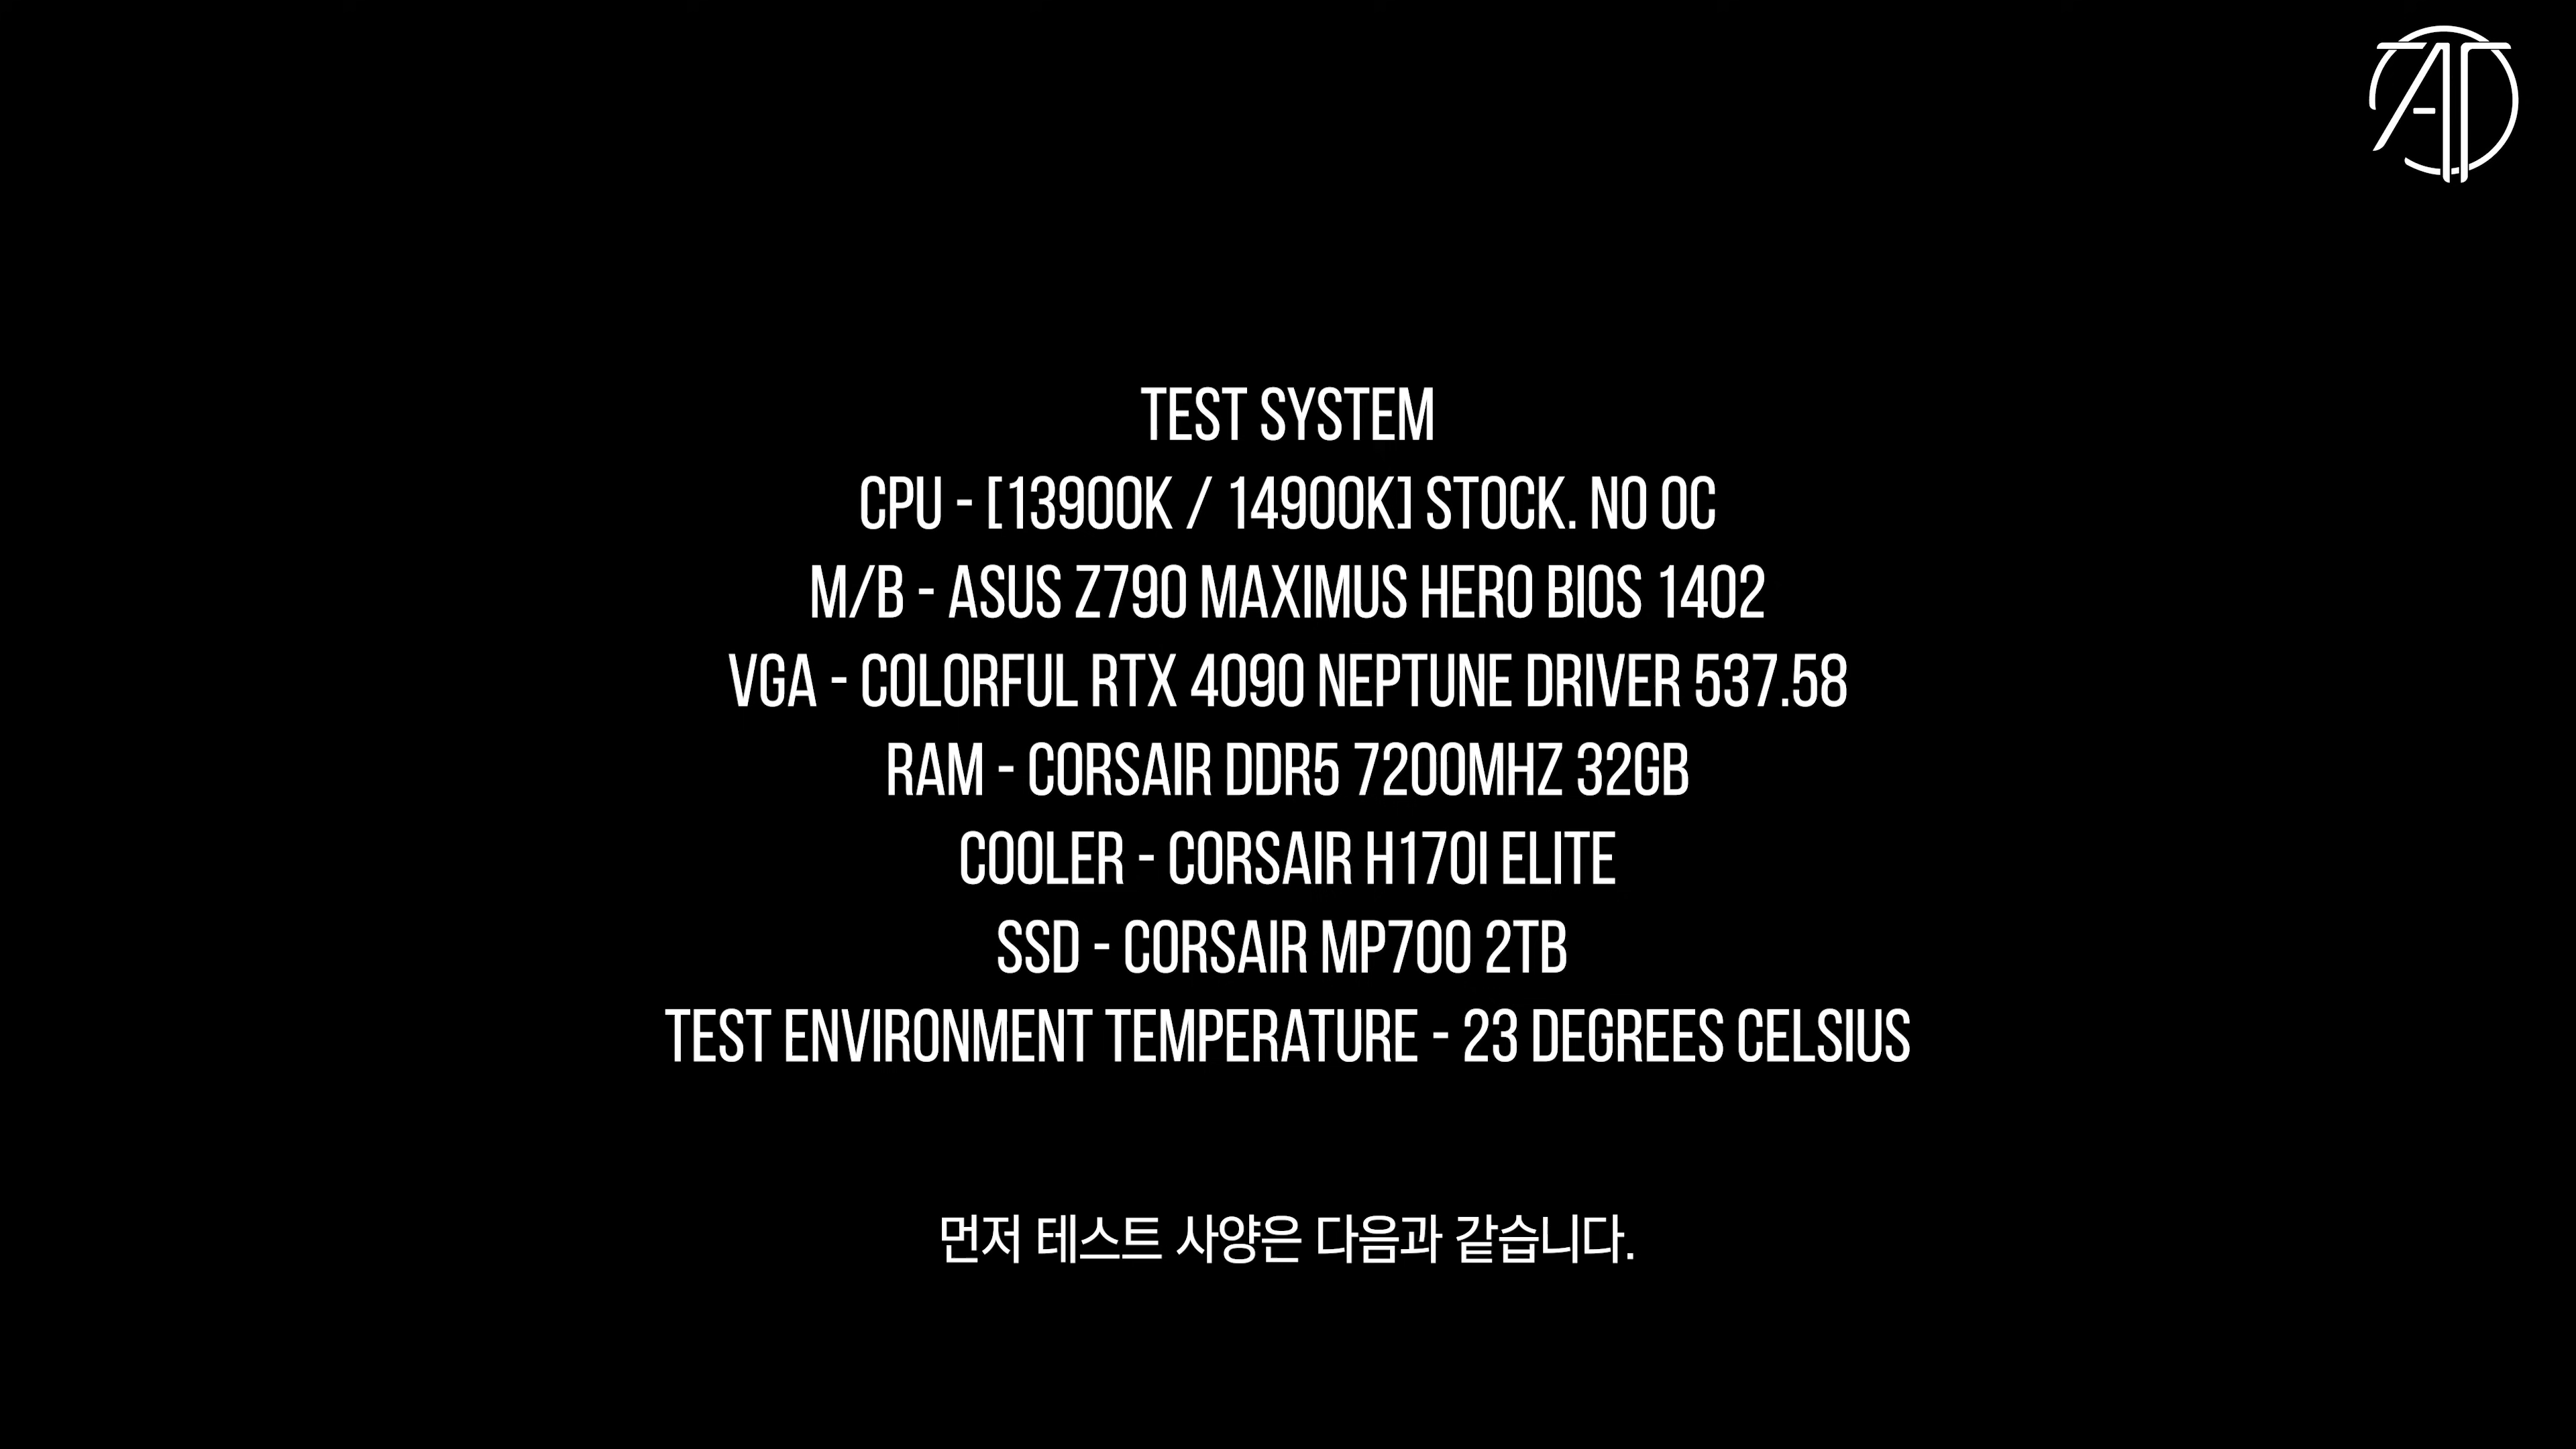 TEST SYSTEM
CPU - [13900K / 14900K] STOCK. NO OC
M/B - ASUS Z790 MAXIMUS HERO BIOS 1402
VGA - COLORFUL RTX 4090 NEPTUNE DRIVER 537.58
RAM - CORSAIR DDR5 7200MHZ 32GB
COOLER - CORSAIR H170I ELITE
SSD - CORSAIR MP700 2TB
TEST ENVIRONMENT TEMPERATURE - 23 DEGREES CELSIUS
먼저 테스트 사양은 다음과 같습니다.